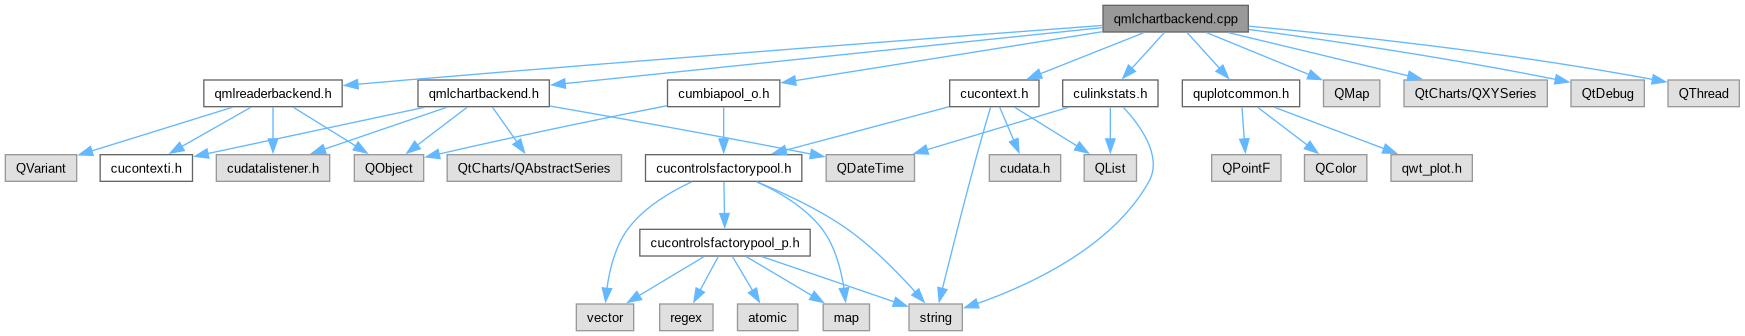 qmlchartbackend.cpp
qmlreaderbackend.h
qmlchartbackend.h
cumbiapool_o.h
cucontext.h
culinkstats.h
quplotcommon.h
QMap
QtCharts/QXYSeries
QtDebug
QThread
QVariant
cucontexti.h
cudatalistener.h
QObject
QtCharts/QAbstractSeries
cucontrolsfactorypool.h
QDateTime
cudata.h
QList
QPointF
QColor
qwt_plot.h
cucontrolsfactorypool_p.h
vector
regex
atomic
map
string